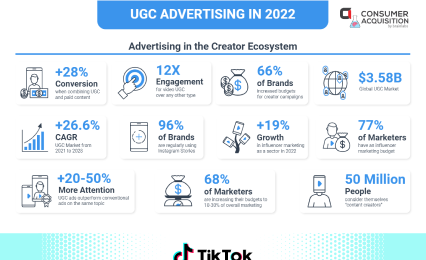 UGC ADVERTISING IN 2022
CONSUMER
ACQUISITION
Advertising in the Creator Ecosystem
+28%
Conversion
when combining UGC
and paid content
12X
Engagement
for video UGC
over any other type
66%
of Brands
increased budgets
for creator campaigns
$3.58B
Global UGC Market
+26.6%
CAGR
UGC Market from
2021 to 2028
96%
of Brands
are regularly using
Instagram Stories
+19%
Growth
in influencer marketing
as a sector in 2022
77%
of Marketers
have an influencer
marketing budget
+20-50%
More Attention
UGC ads outperform conventional
ads on the same topic
68%
of Marketers
are increasing their budgets to
10-20% of overall marketing
50 Million
People
consider themselves
"content creators"
TikTok